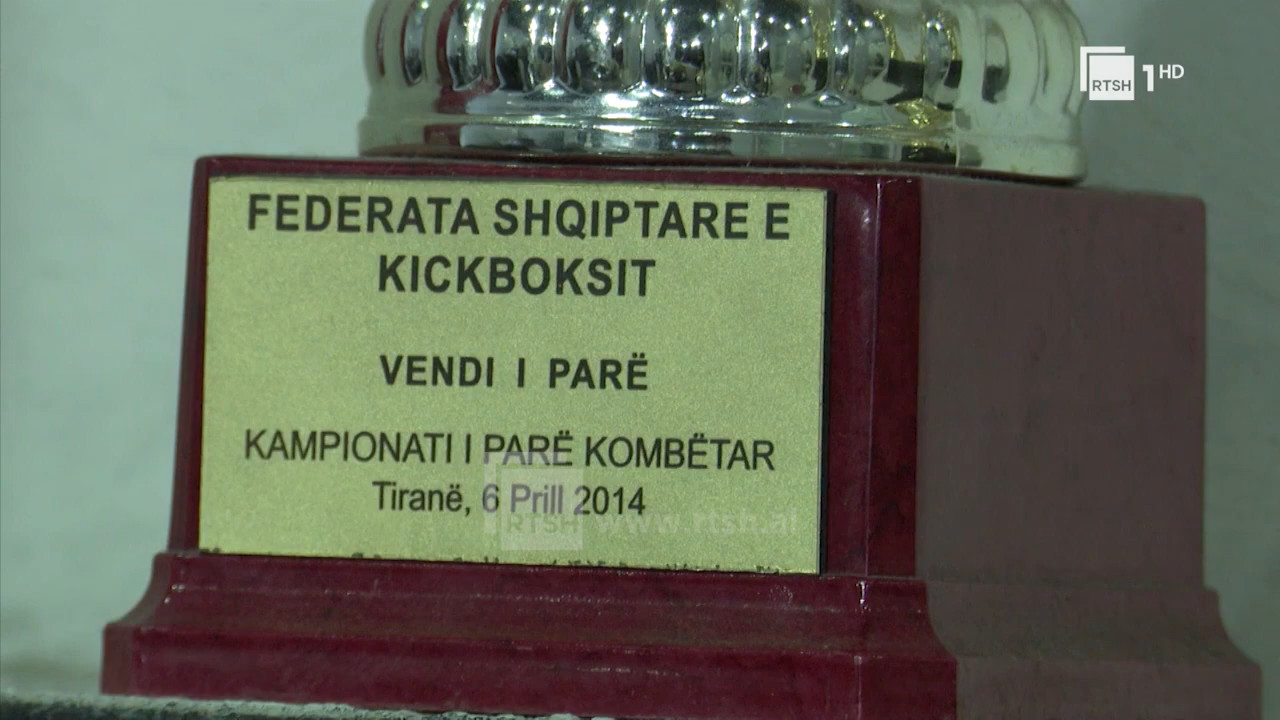 RTSH 1 HD
FEDERATA SHQIPTARE E
KICKBOKSIT
VENDI I PARË
KAMPIONATI I PARË KOMBËTAR
Tiranë, 6 Prill 2014
RTSH www.rtsh.al